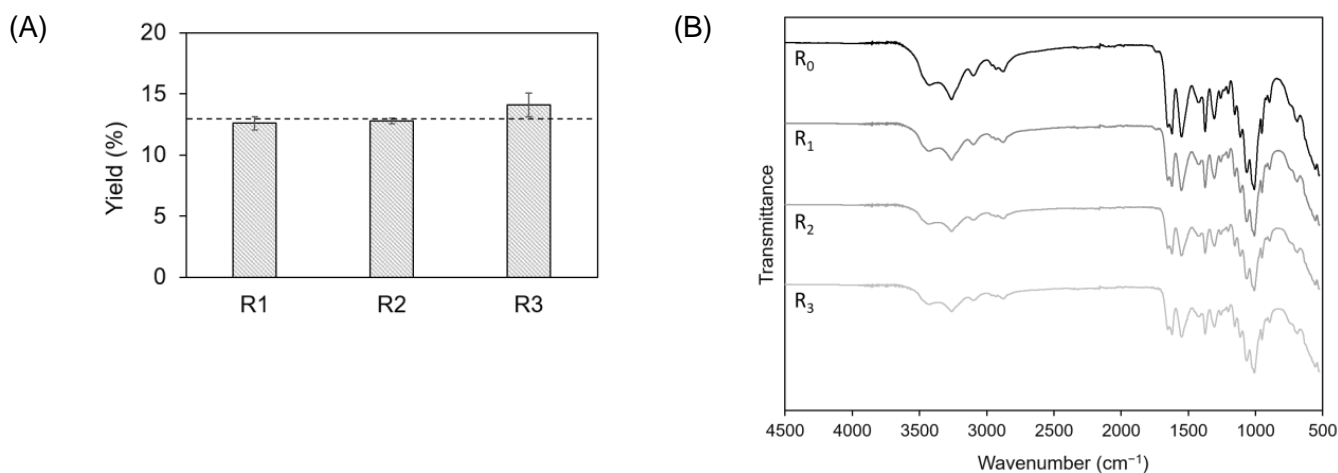 (A)
20
15
10
5
0
Yield (%)
R1 R2 R3
(B)
R₀
R₁
R₂
R₃
Transmittance
4500 4000 3500 3000 2500 2000 1500 1000 500
Wavenumber (cm⁻¹)